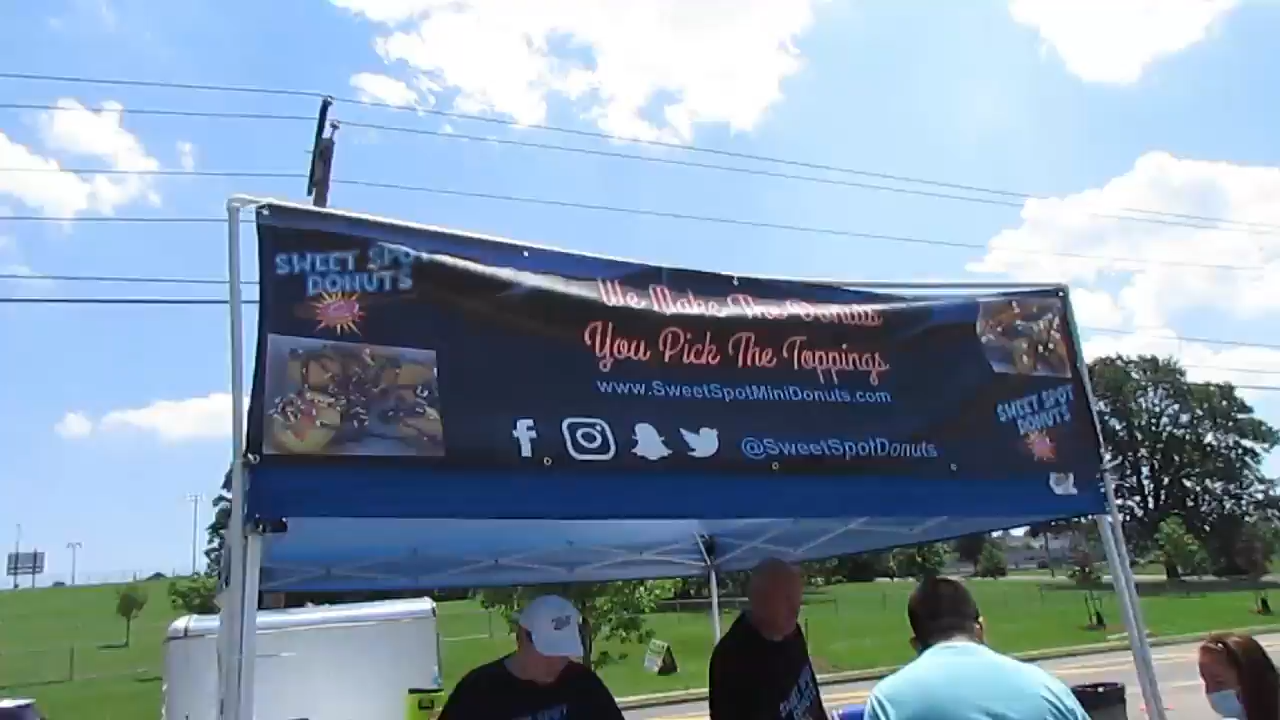 SWEET SPOT
DONUTS
We Make The Donuts
You Pick The Toppings
www.SweetSpotMiniDonuts.com
@SweetSpotDonuts
SWEET SPOT
DONUTS